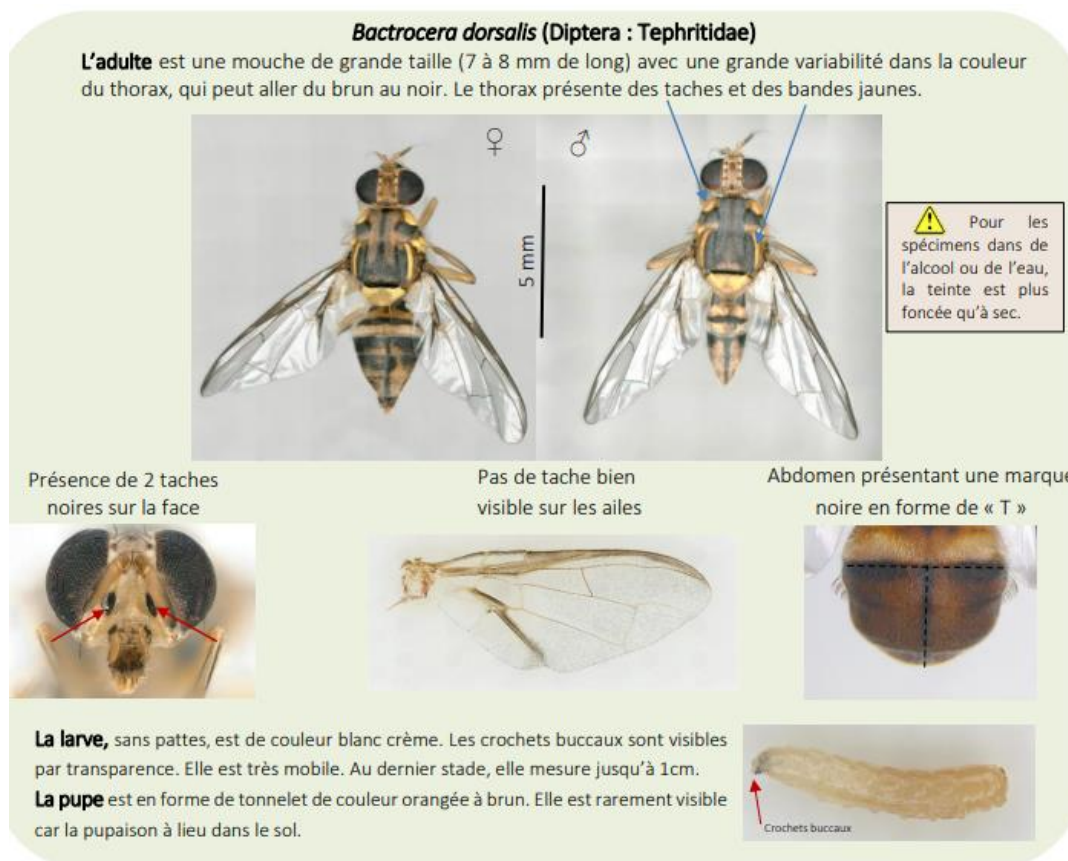 Bactrocera dorsalis (Diptera : Tephritidae)
L'adulte est une mouche de grande taille (7 à 8 mm de long) avec une grande variabilité dans la couleur
du thorax, qui peut aller du brun au noir. Le thorax présente des taches et des bandes jaunes.
♀ ♂
5 mm
Pour les
spécimens dans de
l'alcool ou de l'eau,
la teinte est plus
foncée qu'à sec.
Présence de 2 taches
noires sur la face
Pas de tache bien
visible sur les ailes
Abdomen présentant une marque
noire en forme de « T »
La larve, sans pattes, est de couleur blanc crème. Les crochets buccaux sont visibles
par transparence. Elle est très mobile. Au dernier stade, elle mesure jusqu'à 1cm.
La pupe est en forme de tonnelet de couleur orangée à brun. Elle est rarement visible
car la pupaison à lieu dans le sol.
Crochets buccaux